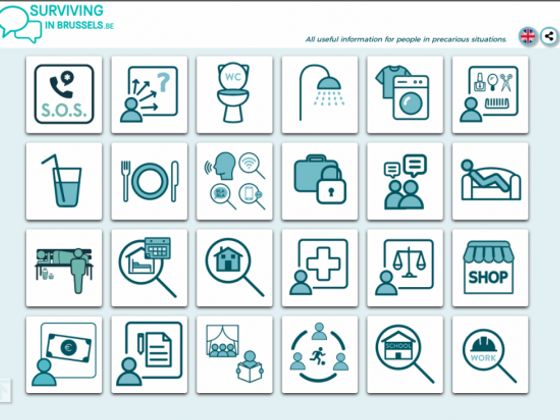 SURVIVING
IN BRUSSELS.BE
All useful information for people in precarious situations
S.O.S.
?
WC
SHOP
€
SCHOOL
WORK